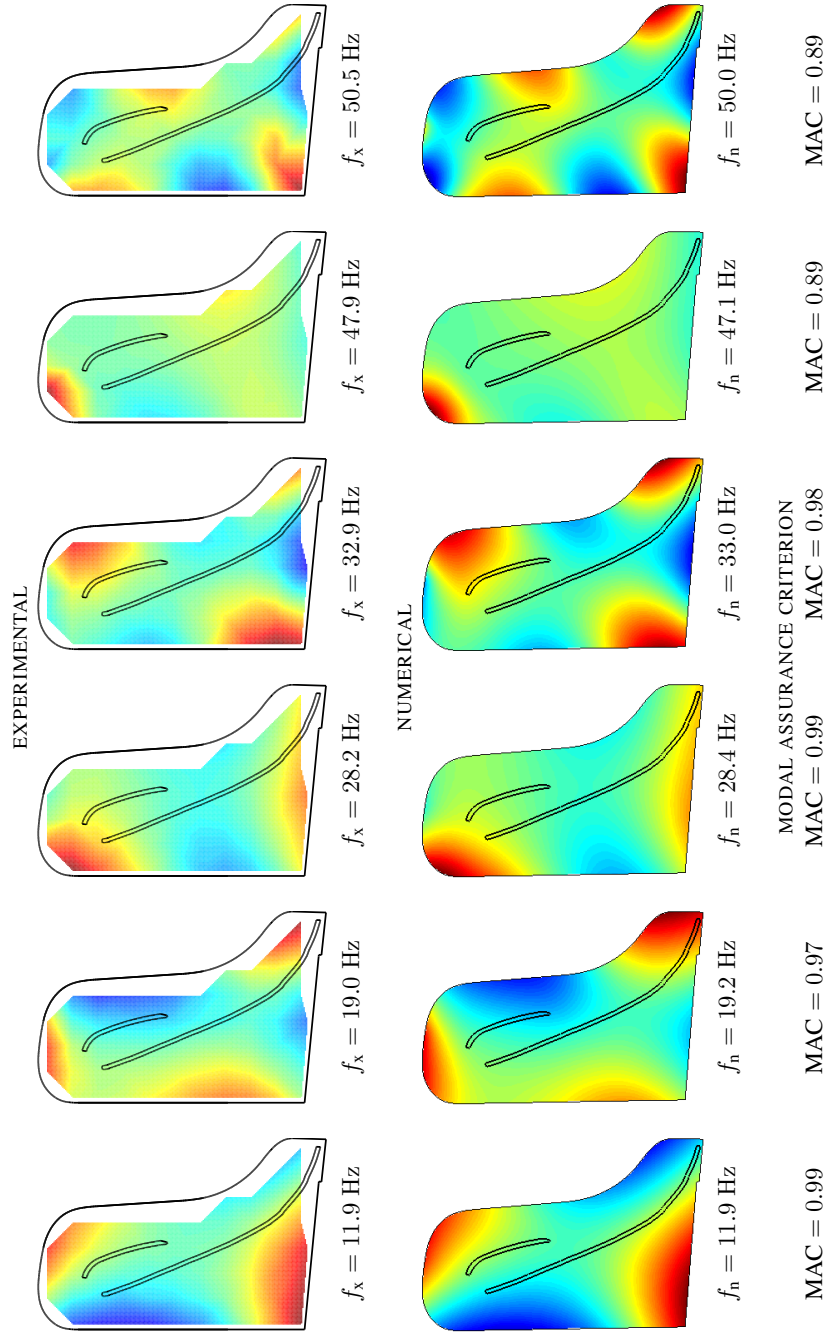 EXPERIMENTAL
f_x = 11.9 Hz
f_x = 19.0 Hz
f_x = 28.2 Hz
f_x = 32.9 Hz
f_x = 47.9 Hz
f_x = 50.5 Hz
NUMERICAL
f_n = 11.9 Hz
f_n = 19.2 Hz
f_n = 28.4 Hz
f_n = 33.0 Hz
f_n = 47.1 Hz
f_n = 50.0 Hz
MODAL ASSURANCE CRITERION
MAC = 0.99
MAC = 0.97
MAC = 0.99
MAC = 0.98
MAC = 0.89
MAC = 0.89